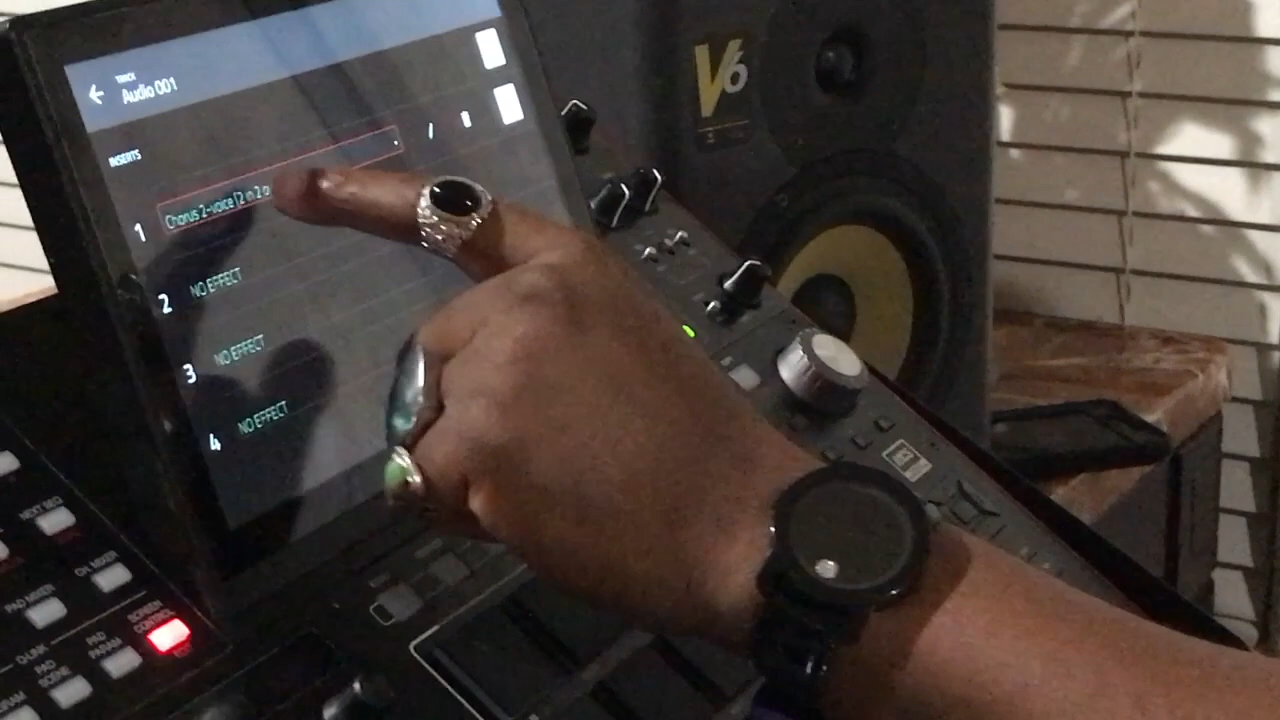 TRACK
Audio 001
INSERTS
1 Chorus 2-voice (2 in 2 o
2 NO EFFECT
3 NO EFFECT
4 NO EFFECT
V6
NEXT SEQ
CH MIXER
PAD MIXER
SCREEN CONTROL
EDIT
Q-LINK
PAD PARAM
PAD SCENE